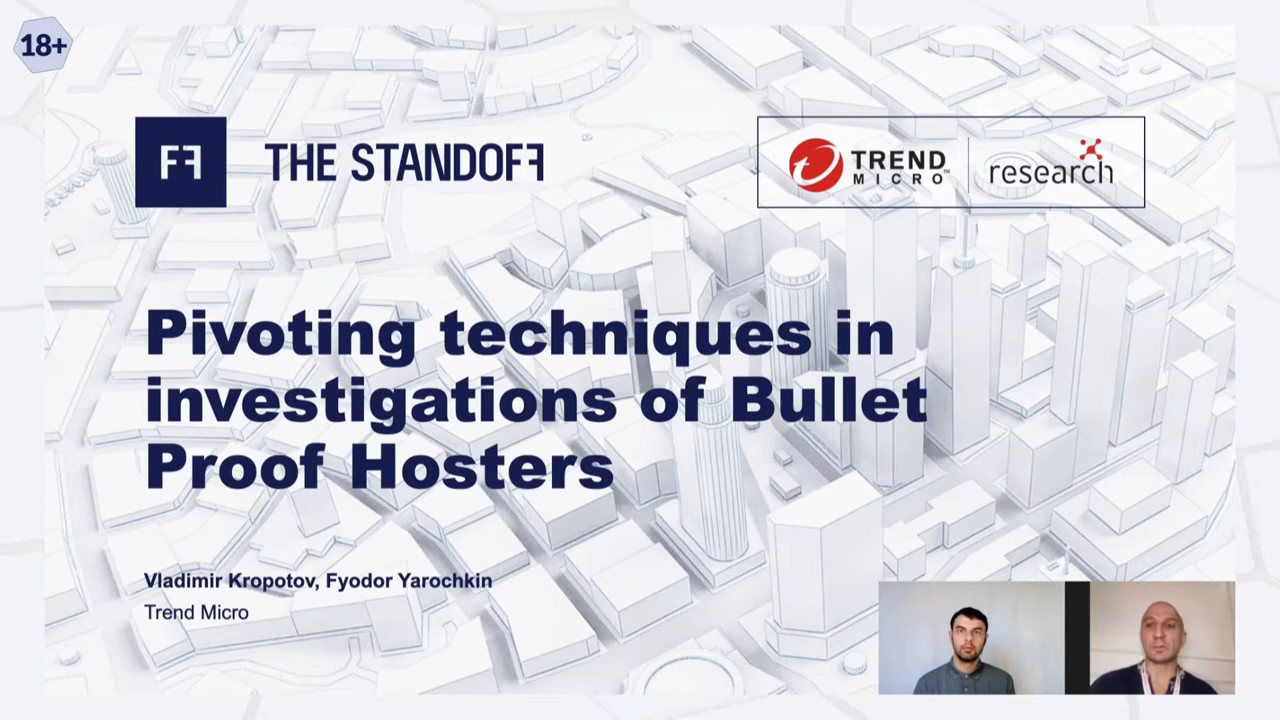 18+
THE STANDOFF
TREND MICRO™ research
Pivoting techniques in
investigations of Bullet
Proof Hosters
Vladimir Kropotov, Fyodor Yarochkin
Trend Micro